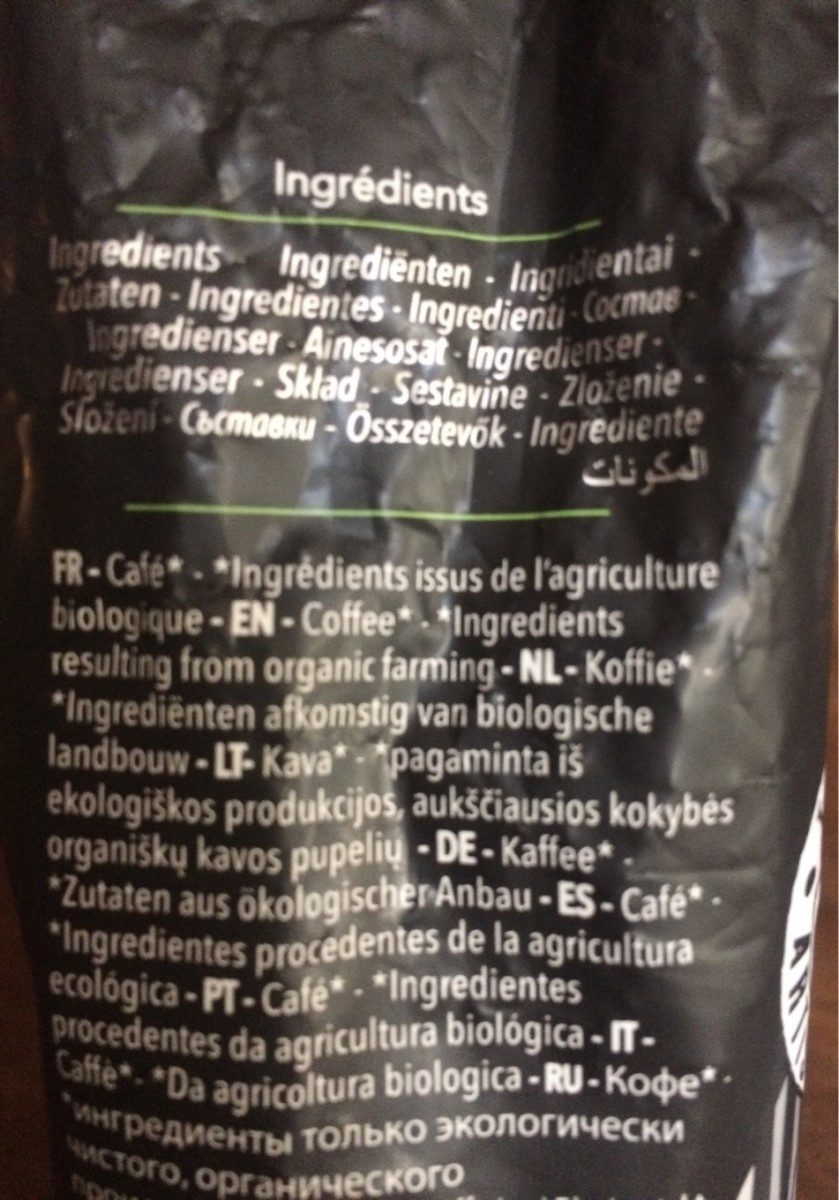 Ingrédients
Ingredients Ingrediënten - Ingridientai -
Zutaten - Ingredientes - Ingredienti - Состав -
Ingredienser - Ainesosat - Ingredienser -
Ingredienser - Skład - Sestavine - Zloženie -
Složení - Съставки - Összetevők - Ingrediente
المكونات
FR - Café* - *Ingrédients issus de l'agriculture
biologique - EN - Coffee* - *Ingredients
resulting from organic farming - NL - Koffie* -
*Ingrediënten afkomstig van biologische
landbouw - LT- Kava* - *pagaminta iš
ekologiškos produkcijos, aukščiausios kokybės
organiškų kavos pupelių - DE - Kaffee* -
*Zutaten aus ökologischer Anbau - ES - Café* -
*Ingredientes procedentes de la agricultura
ecológica - PT - Café* - *Ingredientes
procedentes da agricultura biológica - IT -
Caffè* - *Da agricoltura biologica - RU - Кофе* -
*ингредиенты только экологически
чистого, органического